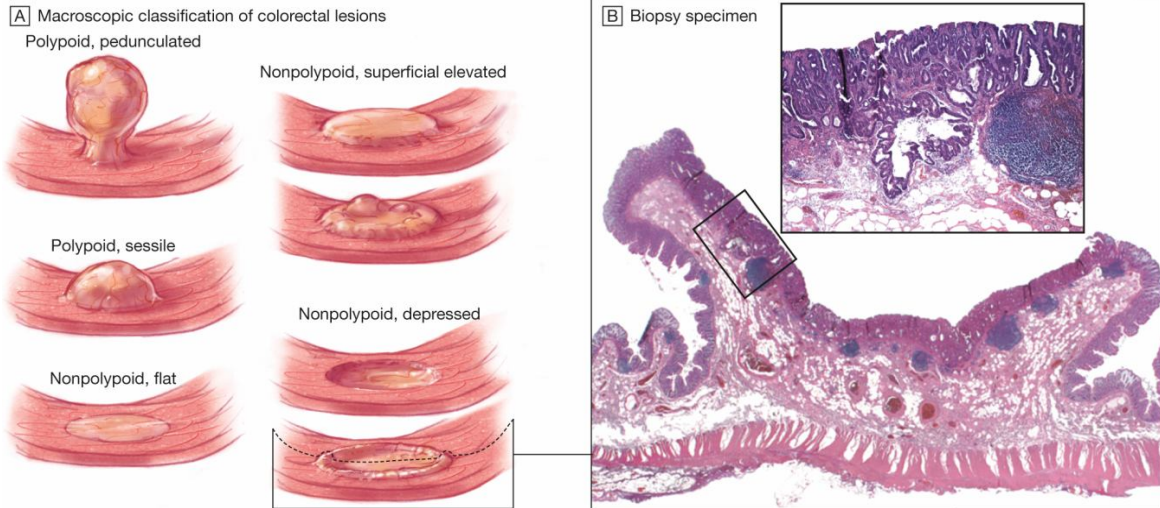 A Macroscopic classification of colorectal lesions
Polypoid, pedunculated
Nonpolypoid, superficial elevated
Polypoid, sessile
Nonpolypoid, depressed
Nonpolypoid, flat
B Biopsy specimen